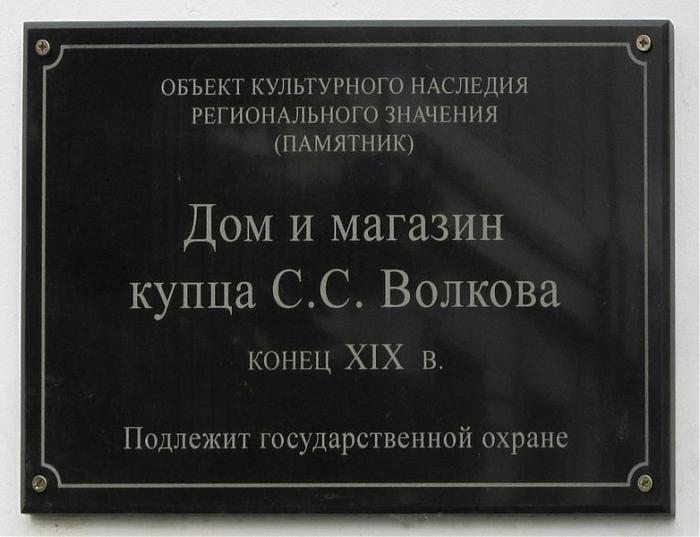 ОБЪЕКТ КУЛЬТУРНОГО НАСЛЕДИЯ
РЕГИОНАЛЬНОГО ЗНАЧЕНИЯ
(ПАМЯТНИК)
Дом и магазин
купца С.С. Волкова
КОНЕЦ XIX В.
Подлежит государственной охране